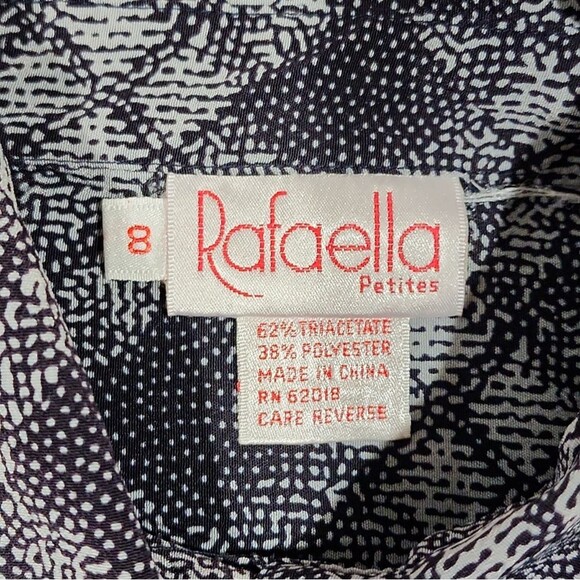 8
Rafaella
Petites
62% TRIACETATE
38% POLYESTER
MADE IN CHINA
RN 62018
CARE REVERSE